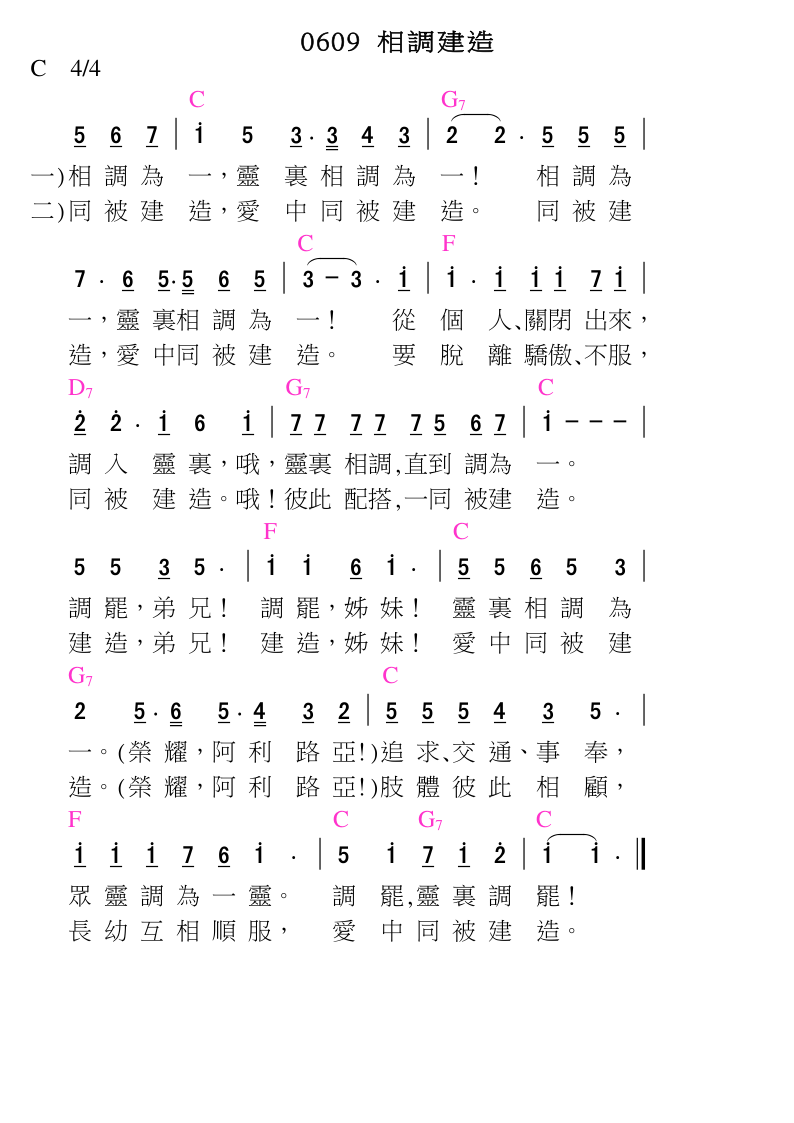 0609 相調建造
C 4/4
C G7
5 6 7 | i 5 3 . 3 4 3 | 2 2 . 5 5 5 |
一)相調為 一，靈 裏相調為 一！ 相調為
二)同被建 造，愛 中同被建 造。 同被建
C F
7 . 6 5. 5 6 5 | 3 – 3 . i | i . i i i 7 i |
一，靈 裏相調為 一！ 從 個 人、關閉 出來，
造，愛 中同被建 造。 要 脫 離驕傲、不服，
D7 G7 C
2̇ 2̇ . i 6 i | 7 7 7 7 7 5 6 7 | i – – – |
調入 靈裏，哦，靈裏 相調,直到 調為 一。
同被 建造。哦！彼此 配搭,一同 被建 造。
F C
5 5 3 5 . | i i 6 i . | 5 5 6 5 3 |
調罷，弟兄！ 調罷，姊妹！ 靈裏相調 為
建造，弟兄！ 建造，姊妹！ 愛中同被 建
G7 C
2 5 . 6 5 . 4 3 2 | 5 5 5 4 3 5 . |
一。(榮耀，阿利 路亞!)追求、交通、事 奉，
造。(榮耀，阿利 路亞!)肢體彼此 相 顧，
F C G7 C
i i i 7 6 i . | 5 i 7 i 2̇ | i i . ‖
眾靈調為一靈。 調 罷,靈裏調 罷！
長幼互相順服， 愛 中同被建 造。